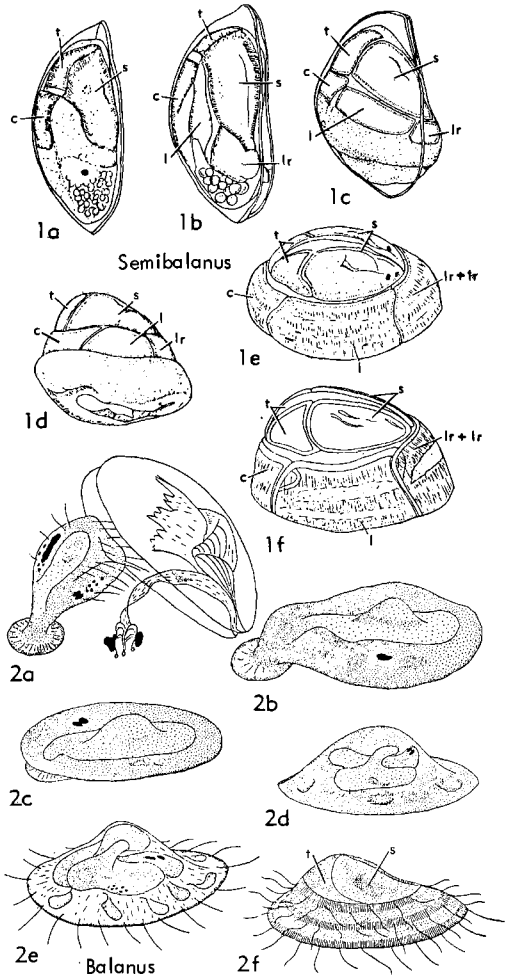 t
s
c
1a
t
s
c
l
lr
1b
t
s
c
l
lr
1c
Semibalanus
t
s
c
l
lr
1d
t
s
c
lr + lr
l
1e
t
s
c
lr + lr
l
1f
2a
2b
2c
2d
2e
Balanus
t
s
2f